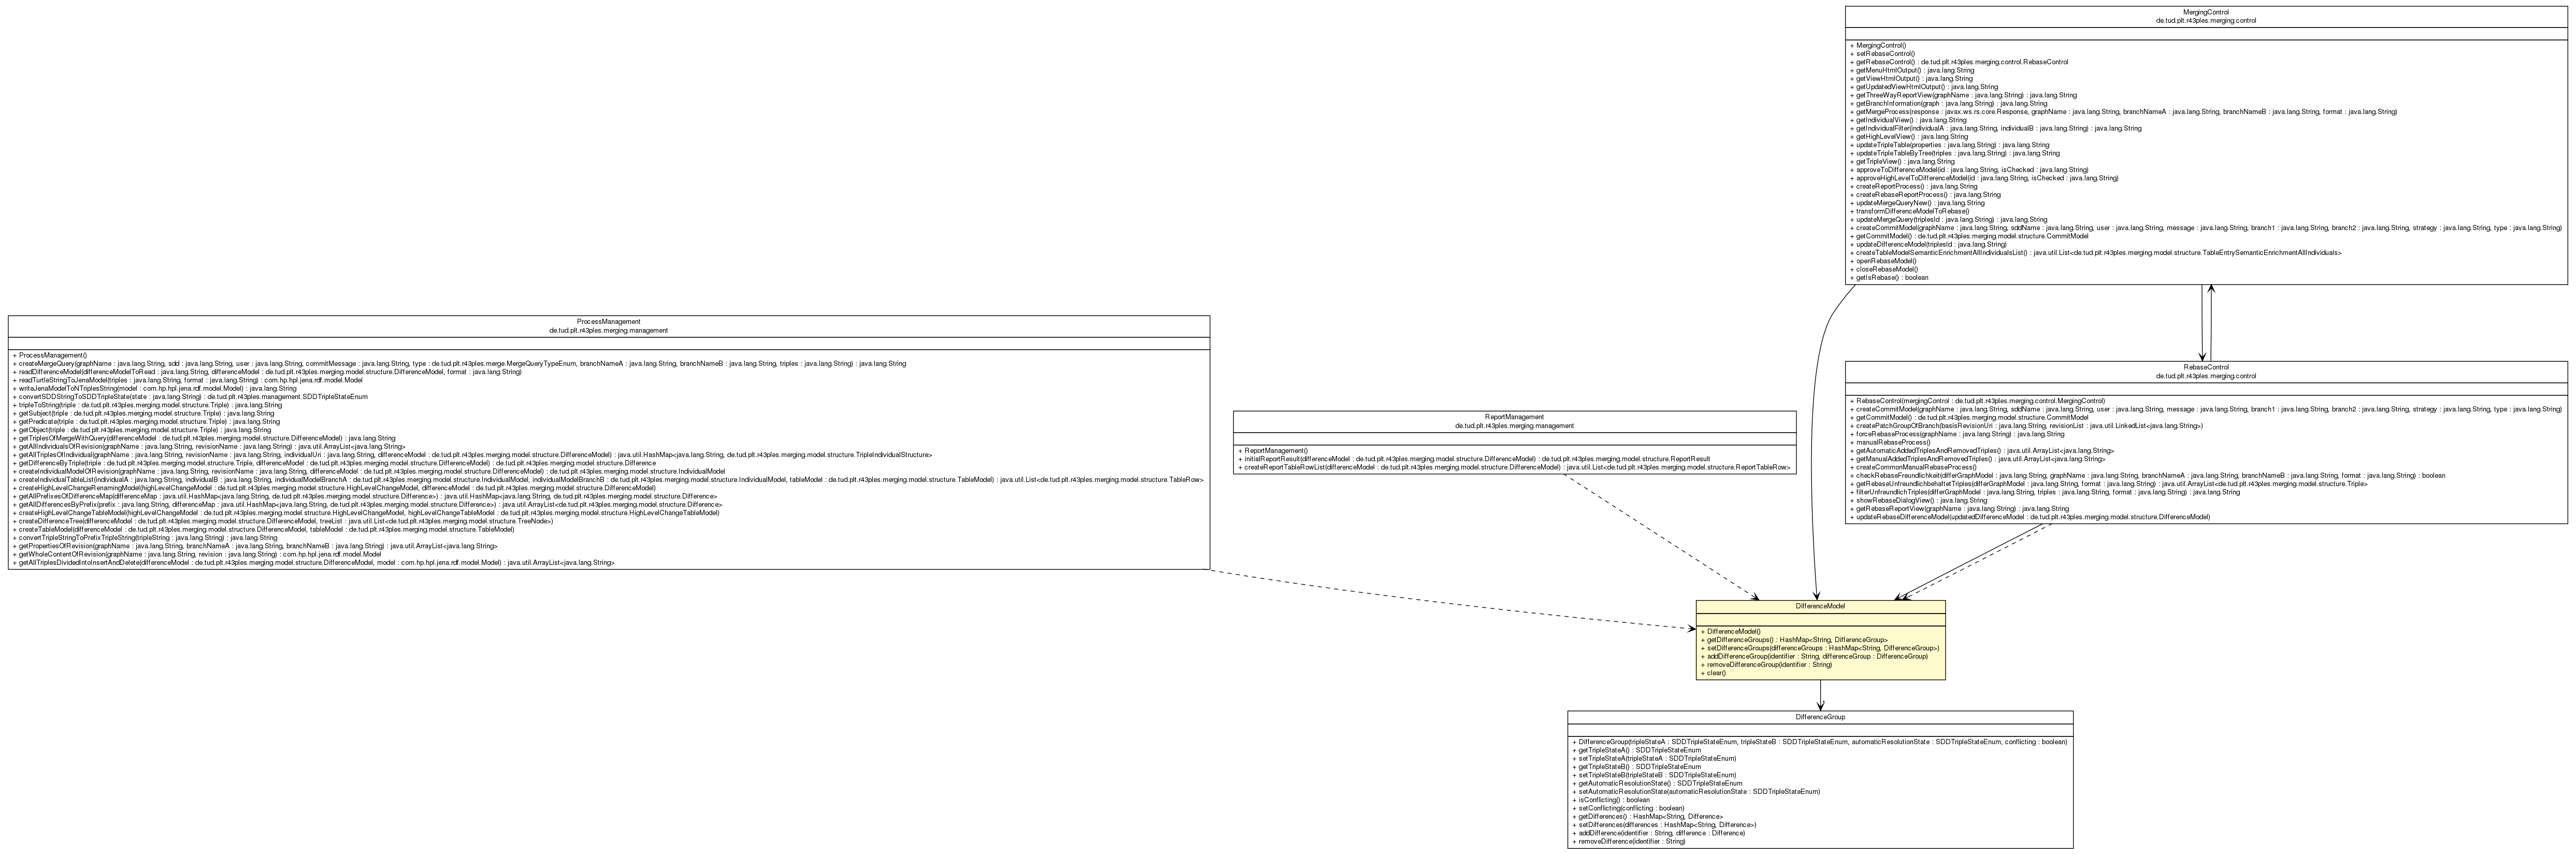 MergingControl
de.tud.plt.r43ples.merging.control
+ MergingControl()
+ setRebaseControl()
+ getRebaseControl() : de.tud.plt.r43ples.merging.control.RebaseControl
+ getMenuHtmlOutput() : java.lang.String
+ getViewHtmlOutput() : java.lang.String
+ getUpdatedViewHtmlOutput() : java.lang.String
+ getThreeWayReportView(graphName : java.lang.String) : java.lang.String
+ getBranchInformation(graph : java.lang.String) : java.lang.String
+ getMergeProcess(response : javax.ws.rs.core.Response, graphName : java.lang.String, branchNameA : java.lang.String, branchNameB : java.lang.String, format : java.lang.String)
+ getIndividualView() : java.lang.String
+ getIndividualFilter(individualA : java.lang.String, individualB : java.lang.String) : java.lang.String
+ getHighLevelView() : java.lang.String
+ updateTripleTable(properties : java.lang.String) : java.lang.String
+ updateTripleTableByTree(triples : java.lang.String) : java.lang.String
+ getTripleView() : java.lang.String
+ approveToDifferenceModel(id : java.lang.String, isChecked : java.lang.String)
+ approveHighLevelToDifferenceModel(id : java.lang.String, isChecked : java.lang.String)
+ createReportProcess() : java.lang.String
+ createRebaseReportProcess() : java.lang.String
+ updateMergeQueryNew() : java.lang.String
+ transformDifferenceModelToRebase()
+ updateMergeQuery(triplesId : java.lang.String) : java.lang.String
+ createCommitModel(graphName : java.lang.String, sddName : java.lang.String, user : java.lang.String, message : java.lang.String, branch1 : java.lang.String, branch2 : java.lang.String, strategy : java.lang.String, type : java.lang.String)
+ getCommitModel() : de.tud.plt.r43ples.merging.model.structure.CommitModel
+ updateDifferenceModel(triplesId : java.lang.String)
+ createTableModelSemanticEnrichmentAllIndividualsList() : java.util.List<de.tud.plt.r43ples.merging.model.structure.TableEntrySemanticEnrichmentAllIndividuals>
+ openRebaseModel()
+ closeRebaseModel()
+ getIsRebase() : boolean
ProcessManagement
de.tud.plt.r43ples.merging.management
+ ProcessManagement()
+ createMergeQuery(graphName : java.lang.String, sdd : java.lang.String, user : java.lang.String, commitMessage : java.lang.String, type : de.tud.plt.r43ples.merge.MergeQueryTypeEnum, branchNameA : java.lang.String, branchNameB : java.lang.String, triples : java.lang.String) : java.lang.String
+ readDifferenceModel(differenceModelToRead : java.lang.String, differenceModel : de.tud.plt.r43ples.merging.model.structure.DifferenceModel, format : java.lang.String)
+ readTurtleStringToJenaModel(triples : java.lang.String, format : java.lang.String) : com.hp.hpl.jena.rdf.model.Model
+ writeJenaModelToNTriplesString(model : com.hp.hpl.jena.rdf.model.Model) : java.lang.String
+ convertSDDStringToSDDTripleState(state : java.lang.String) : de.tud.plt.r43ples.management.SDDTripleStateEnum
+ tripleToString(triple : de.tud.plt.r43ples.merging.model.structure.Triple) : java.lang.String
+ getSubject(triple : de.tud.plt.r43ples.merging.model.structure.Triple) : java.lang.String
+ getPredicate(triple : de.tud.plt.r43ples.merging.model.structure.Triple) : java.lang.String
+ getObject(triple : de.tud.plt.r43ples.merging.model.structure.Triple) : java.lang.String
+ getTriplesOfMergeWithQuery(differenceModel : de.tud.plt.r43ples.merging.model.structure.DifferenceModel) : java.lang.String
+ getAllIndividualsOfRevision(graphName : java.lang.String, revisionName : java.lang.String) : java.util.ArrayList<java.lang.String>
+ getAllTriplesOfIndividual(graphName : java.lang.String, revisionName : java.lang.String, individualUri : java.lang.String, differenceModel : de.tud.plt.r43ples.merging.model.structure.DifferenceModel) : java.util.HashMap<java.lang.String, de.tud.plt.r43ples.merging.model.structure.TripleIndividualStructure>
+ getDifferenceByTriple(triple : de.tud.plt.r43ples.merging.model.structure.Triple, differenceModel : de.tud.plt.r43ples.merging.model.structure.DifferenceModel) : de.tud.plt.r43ples.merging.model.structure.Difference
+ createIndividualModelOfRevision(graphName : java.lang.String, revisionName : java.lang.String, differenceModel : de.tud.plt.r43ples.merging.model.structure.DifferenceModel) : de.tud.plt.r43ples.merging.model.structure.IndividualModel
+ createIndividualTableList(individualA : java.lang.String, individualB : java.lang.String, individualModelBranchA : de.tud.plt.r43ples.merging.model.structure.IndividualModel, individualModelBranchB : de.tud.plt.r43ples.merging.model.structure.IndividualModel, tableModel : de.tud.plt.r43ples.merging.model.structure.TableModel) : java.util.List<de.tud.plt.r43ples.merging.model.structure.TableRow>
+ createHighLevelChangeRenamingModel(highLevelChangeModel : de.tud.plt.r43ples.merging.model.structure.HighLevelChangeModel, differenceModel : de.tud.plt.r43ples.merging.model.structure.DifferenceModel)
+ getAllPrefixesOfDifferenceMap(differenceMap : java.util.HashMap<java.lang.String, de.tud.plt.r43ples.merging.model.structure.Difference>) : java.util.HashMap<java.lang.String, de.tud.plt.r43ples.merging.model.structure.Difference>
+ getAllDifferencesByPrefix(prefix : java.lang.String, differenceMap : java.util.HashMap<java.lang.String, de.tud.plt.r43ples.merging.model.structure.Difference>) : java.util.ArrayList<de.tud.plt.r43ples.merging.model.structure.Difference>
+ createHighLevelChangeTableModel(highLevelChangeModel : de.tud.plt.r43ples.merging.model.structure.HighLevelChangeModel, highLevelChangeTableModel : de.tud.plt.r43ples.merging.model.structure.HighLevelChangeTableModel)
+ createDifferenceTree(differenceModel : de.tud.plt.r43ples.merging.model.structure.DifferenceModel, treeList : java.util.List<de.tud.plt.r43ples.merging.model.structure.TreeNode>)
+ createTableModel(differenceModel : de.tud.plt.r43ples.merging.model.structure.DifferenceModel, tableModel : de.tud.plt.r43ples.merging.model.structure.TableModel)
+ convertTripleStringToPrefixTripleString(tripleString : java.lang.String) : java.lang.String
+ getPropertiesOfRevision(graphName : java.lang.String, branchNameA : java.lang.String, branchNameB : java.lang.String) : java.util.ArrayList<java.lang.String>
+ getWholeContentOfRevision(graphName : java.lang.String, revision : java.lang.String) : com.hp.hpl.jena.rdf.model.Model
+ getAllTriplesDividedIntoInsertAndDelete(differenceModel : de.tud.plt.r43ples.merging.model.structure.DifferenceModel, model : com.hp.hpl.jena.rdf.model.Model) : java.util.ArrayList<java.lang.String>
ReportManagement
de.tud.plt.r43ples.merging.management
+ ReportManagement()
+ initialReportResult(differenceModel : de.tud.plt.r43ples.merging.model.structure.DifferenceModel) : de.tud.plt.r43ples.merging.model.structure.ReportResult
+ createReportTableRowList(differenceModel : de.tud.plt.r43ples.merging.model.structure.DifferenceModel) : java.util.List<de.tud.plt.r43ples.merging.model.structure.ReportTableRow>
RebaseControl
de.tud.plt.r43ples.merging.control
+ RebaseControl(mergingControl : de.tud.plt.r43ples.merging.control.MergingControl)
+ createCommitModel(graphName : java.lang.String, sddName : java.lang.String, user : java.lang.String, message : java.lang.String, branch1 : java.lang.String, branch2 : java.lang.String, strategy : java.lang.String, type : java.lang.String)
+ getCommitModel() : de.tud.plt.r43ples.merging.model.structure.CommitModel
+ createPatchGroupOfBranch(basisRevisionUri : java.lang.String, revisionList : java.util.LinkedList<java.lang.String>)
+ forceRebaseProcess(graphName : java.lang.String) : java.lang.String
+ manualRebaseProcess()
+ getAutomaticAddedTriplesAndRemovedTriples() : java.util.ArrayList<java.lang.String>
+ getManualAddedTriplesAndRemovedTriples() : java.util.ArrayList<java.lang.String>
+ createCommonManualRebaseProcess()
+ checkRebaseFreundlichkeit(differGraphModel : java.lang.String, graphName : java.lang.String, branchNameA : java.lang.String, branchNameB : java.lang.String, format : java.lang.String) : boolean
+ getRebaseUnfreundlichbehaftetTriples(differGraphModel : java.lang.String, format : java.lang.String) : java.util.ArrayList<de.tud.plt.r43ples.merging.model.structure.Triple>
+ filterUnfreundlichTriples(differGraphModel : java.lang.String, triples : java.lang.String, format : java.lang.String) : java.lang.String
+ showRebaseDialogView() : java.lang.String
+ getRebaseReportView(graphName : java.lang.String) : java.lang.String
+ updateRebaseDifferenceModel(updatedDifferenceModel : de.tud.plt.r43ples.merging.model.structure.DifferenceModel)
DifferenceModel
+ DifferenceModel()
+ getDifferenceGroups() : HashMap<String, DifferenceGroup>
+ setDifferenceGroups(differenceGroups : HashMap<String, DifferenceGroup>)
+ addDifferenceGroup(identifier : String, differenceGroup : DifferenceGroup)
+ removeDifferenceGroup(identifier : String)
+ clear()
DifferenceGroup
+ DifferenceGroup(tripleStateA : SDDTripleStateEnum, tripleStateB : SDDTripleStateEnum, automaticResolutionState : SDDTripleStateEnum, conflicting : boolean)
+ getTripleStateA() : SDDTripleStateEnum
+ setTripleStateA(tripleStateA : SDDTripleStateEnum)
+ getTripleStateB() : SDDTripleStateEnum
+ setTripleStateB(tripleStateB : SDDTripleStateEnum)
+ getAutomaticResolutionState() : SDDTripleStateEnum
+ setAutomaticResolutionState(automaticResolutionState : SDDTripleStateEnum)
+ isConflicting() : boolean
+ setConflicting(conflicting : boolean)
+ getDifferences() : HashMap<String, Difference>
+ setDifferences(differences : HashMap<String, Difference>)
+ addDifference(identifier : String, difference : Difference)
+ removeDifference(identifier : String)